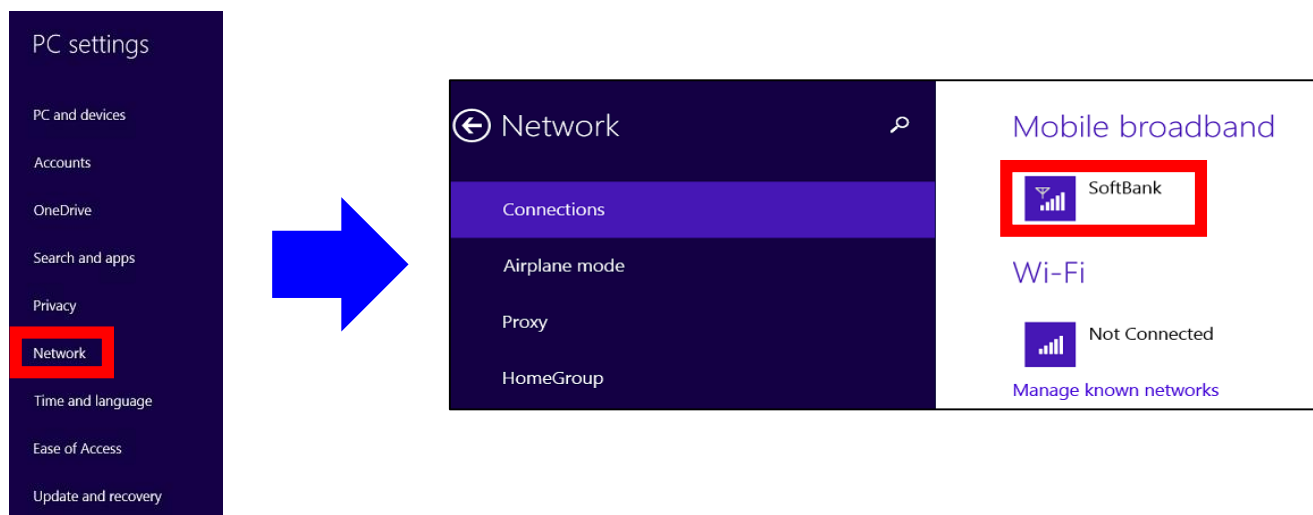 PC settings
PC and devices
Accounts
OneDrive
Search and apps
Privacy
Network
Time and language
Ease of Access
Update and recovery
Network
Connections
Airplane mode
Proxy
HomeGroup
Mobile broadband
SoftBank
Wi-Fi
Not Connected
Manage known networks